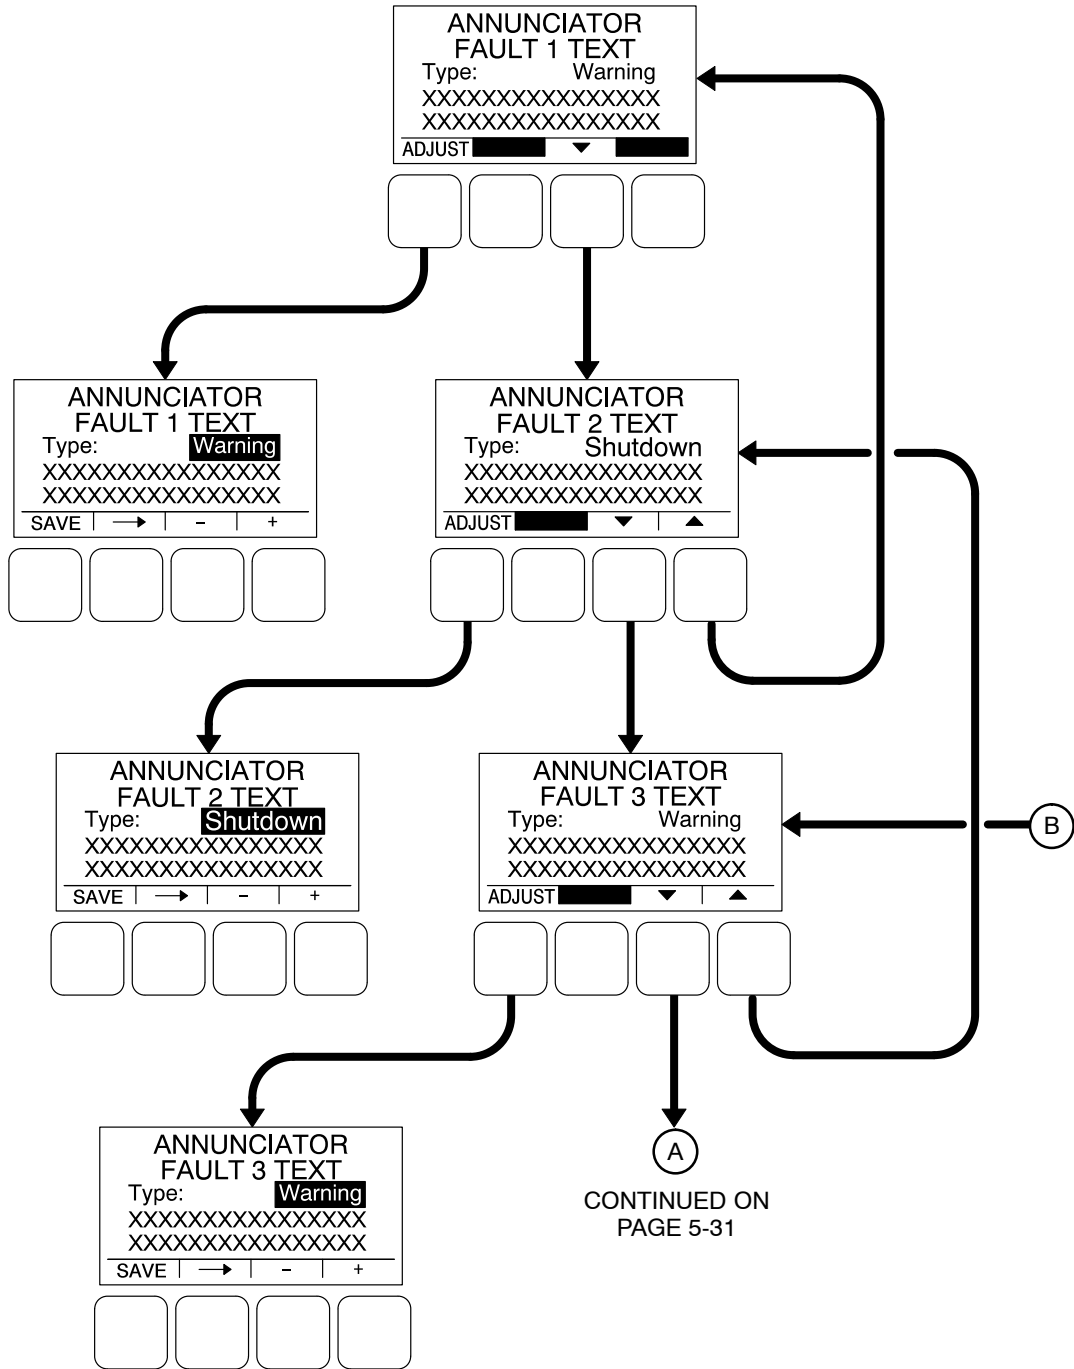 ANNUNCIATOR
FAULT 1 TEXT
Type: Warning
XXXXXXXXXXXXXXXX
XXXXXXXXXXXXXXXX
ADJUST ▼
ANNUNCIATOR
FAULT 1 TEXT
Type: Warning
XXXXXXXXXXXXXXXX
XXXXXXXXXXXXXXXX
SAVE → - +
ANNUNCIATOR
FAULT 2 TEXT
Type: Shutdown
XXXXXXXXXXXXXXXX
XXXXXXXXXXXXXXXX
ADJUST ▼ ▲
ANNUNCIATOR
FAULT 2 TEXT
Type: Shutdown
XXXXXXXXXXXXXXXX
XXXXXXXXXXXXXXXX
SAVE → - +
ANNUNCIATOR
FAULT 3 TEXT
Type: Warning
XXXXXXXXXXXXXXXX
XXXXXXXXXXXXXXXX
ADJUST ▼ ▲
B
ANNUNCIATOR
FAULT 3 TEXT
Type: Warning
XXXXXXXXXXXXXXXX
XXXXXXXXXXXXXXXX
SAVE → - +
A
CONTINUED ON
PAGE 5-31